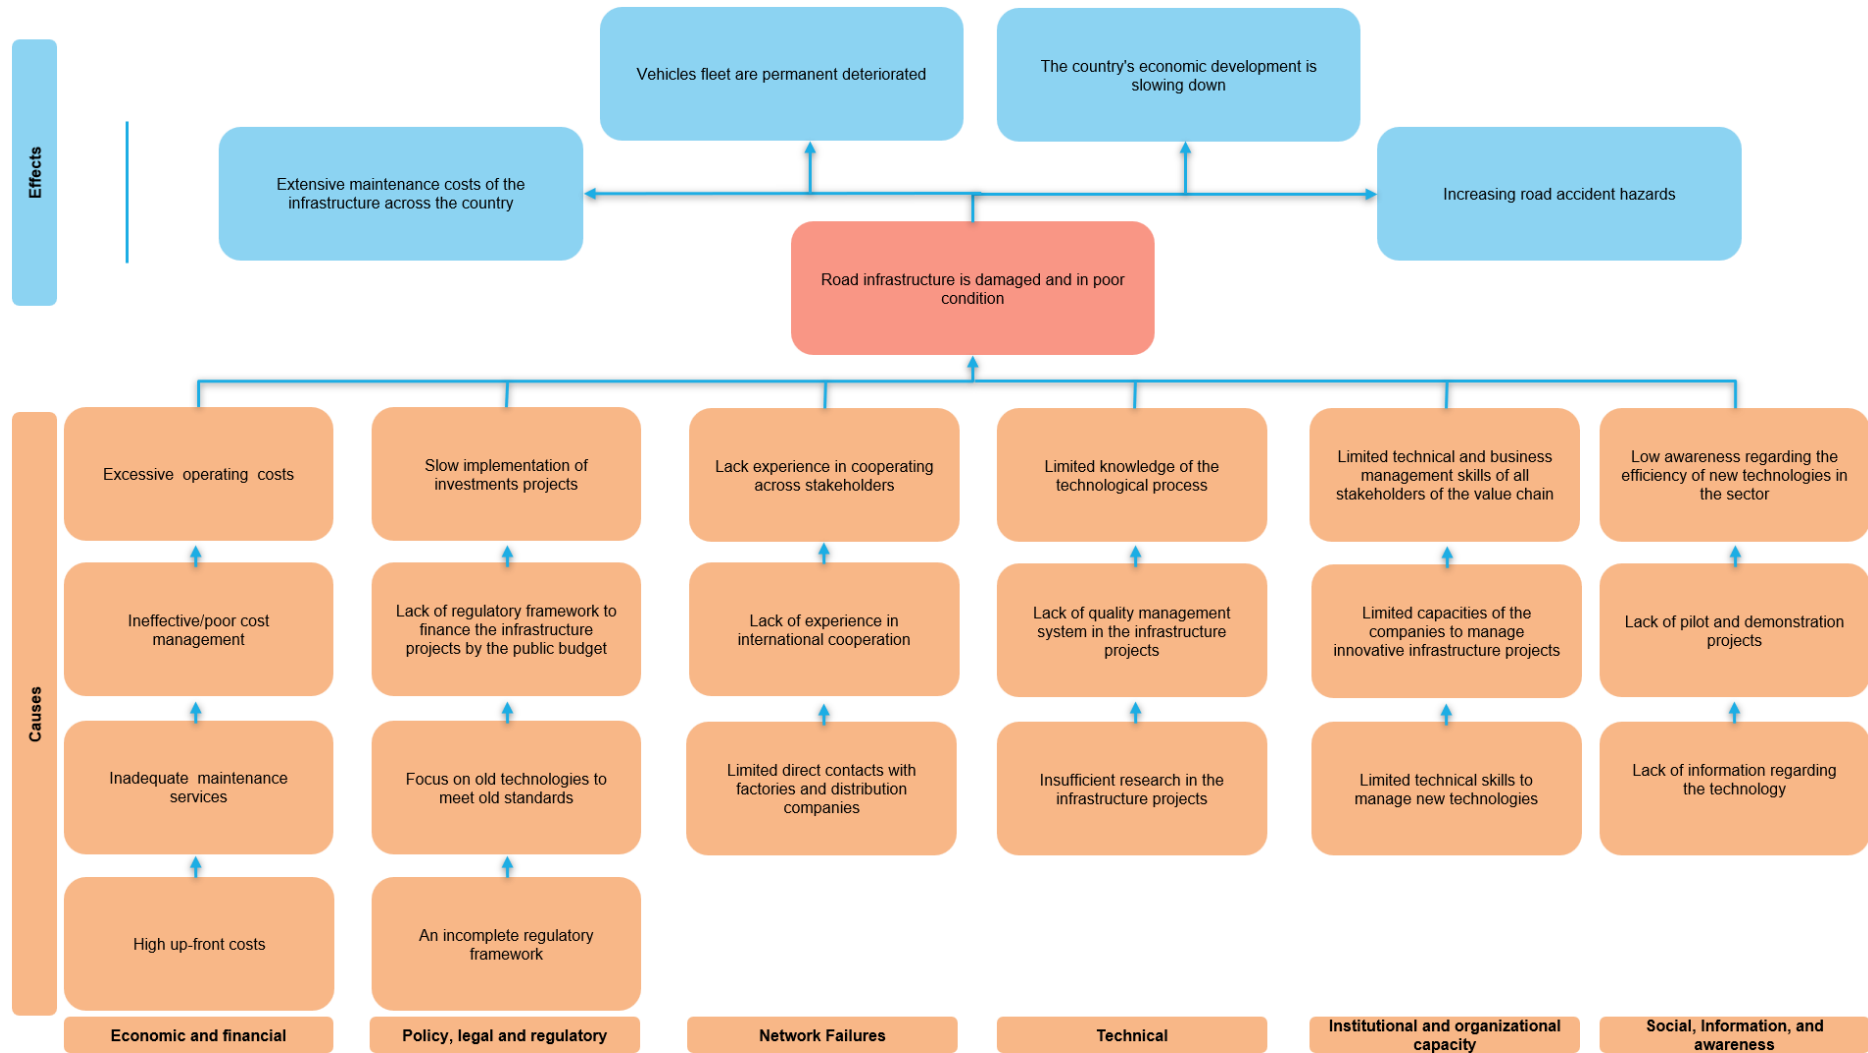 Effects
Vehicles fleet are permanent deteriorated
The country's economic development is
slowing down
Extensive maintenance costs of the
infrastructure across the country
Increasing road accident hazards
Road infrastructure is damaged and in poor
condition
Causes
Excessive operating costs
Slow implementation of
investments projects
Lack experience in cooperating
across stakeholders
Limited knowledge of the
technological process
Limited technical and business
management skills of all
stakeholders of the value chain
Low awareness regarding the
efficiency of new technologies in
the sector
Ineffective/poor cost
management
Lack of regulatory framework to
finance the infrastructure
projects by the public budget
Lack of experience in
international cooperation
Lack of quality management
system in the infrastructure
projects
Limited capacities of the
companies to manage
innovative infrastructure projects
Lack of pilot and demonstration
projects
Inadequate maintenance
services
Focus on old technologies to
meet old standards
Limited direct contacts with
factories and distribution
companies
Insufficient research in the
infrastructure projects
Limited technical skills to
manage new technologies
Lack of information regarding
the technology
High up-front costs
An incomplete regulatory
framework
Economic and financial
Policy, legal and regulatory
Network Failures
Technical
Institutional and organizational
capacity
Social, Information, and
awareness